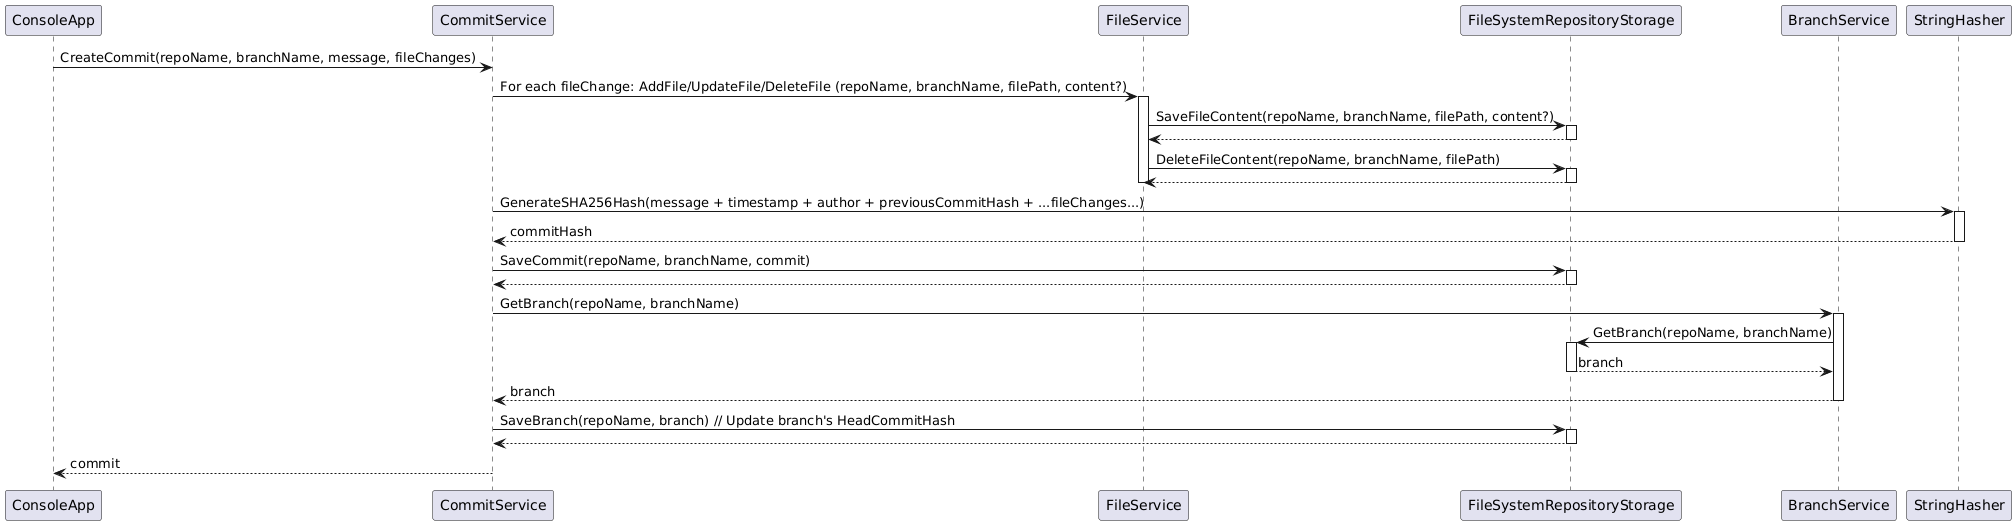 ConsoleApp
CommitService
FileService
FileSystemRepositoryStorage
BranchService
StringHasher
CreateCommit(repoName, branchName, message, fileChanges)
For each fileChange: AddFile/UpdateFile/DeleteFile (repoName, branchName, filePath, content?)
SaveFileContent(repoName, branchName, filePath, content?)
DeleteFileContent(repoName, branchName, filePath)
GenerateSHA256Hash(message + timestamp + author + previousCommitHash + ...fileChanges...)
commitHash
SaveCommit(repoName, branchName, commit)
GetBranch(repoName, branchName)
GetBranch(repoName, branchName)
branch
branch
SaveBranch(repoName, branch) // Update branch's HeadCommitHash
commit
ConsoleApp
CommitService
FileService
FileSystemRepositoryStorage
BranchService
StringHasher